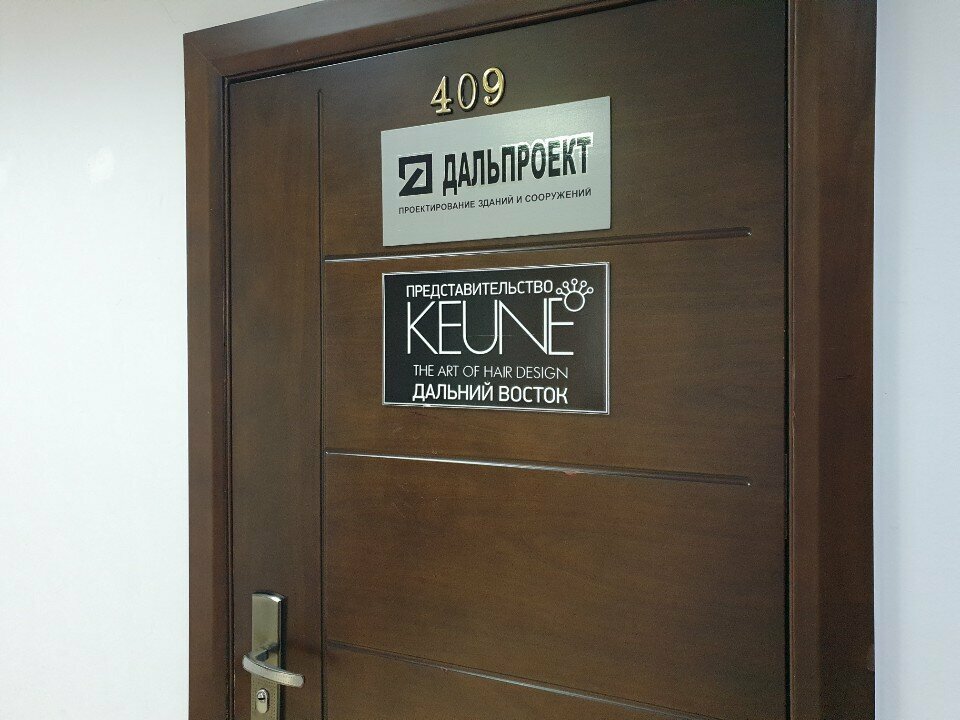 409
ДАЛЬПРОЕКТ
ПРОЕКТИРОВАНИЕ ЗДАНИЙ И СООРУЖЕНИЙ
ПРЕДСТАВИТЕЛЬСТВО
KEUNE
THE ART OF HAIR DESIGN
ДАЛЬНИЙ ВОСТОК